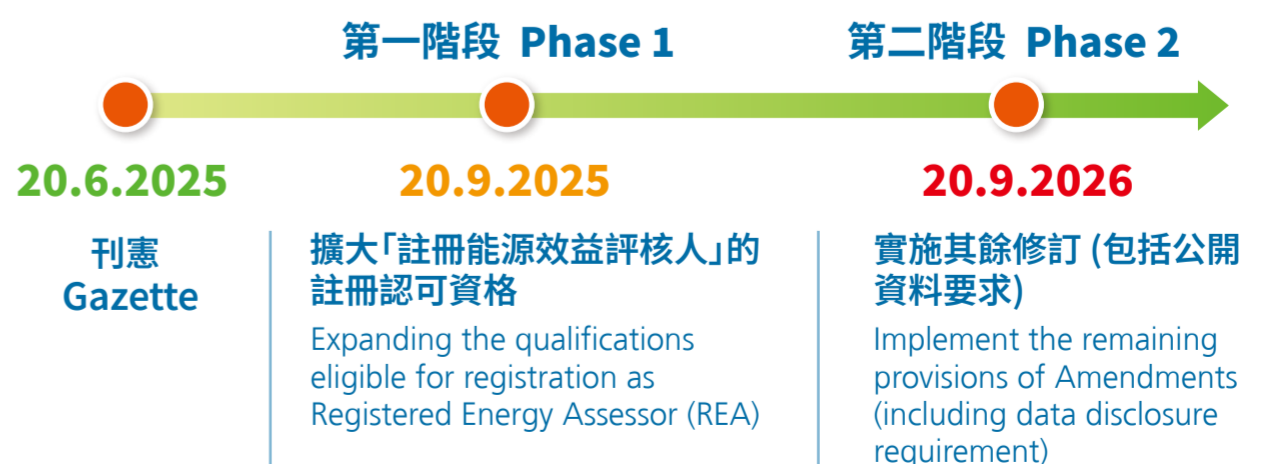 第一階段 Phase 1
第二階段 Phase 2
20.6.2025
刊憲
Gazette
20.9.2025
擴大「註冊能源效益評核人」的
註冊認可資格
Expanding the qualifications
eligible for registration as
Registered Energy Assessor (REA)
20.9.2026
實施其餘修訂 (包括公開
資料要求)
Implement the remaining
provisions of Amendments
(including data disclosure
requirement)